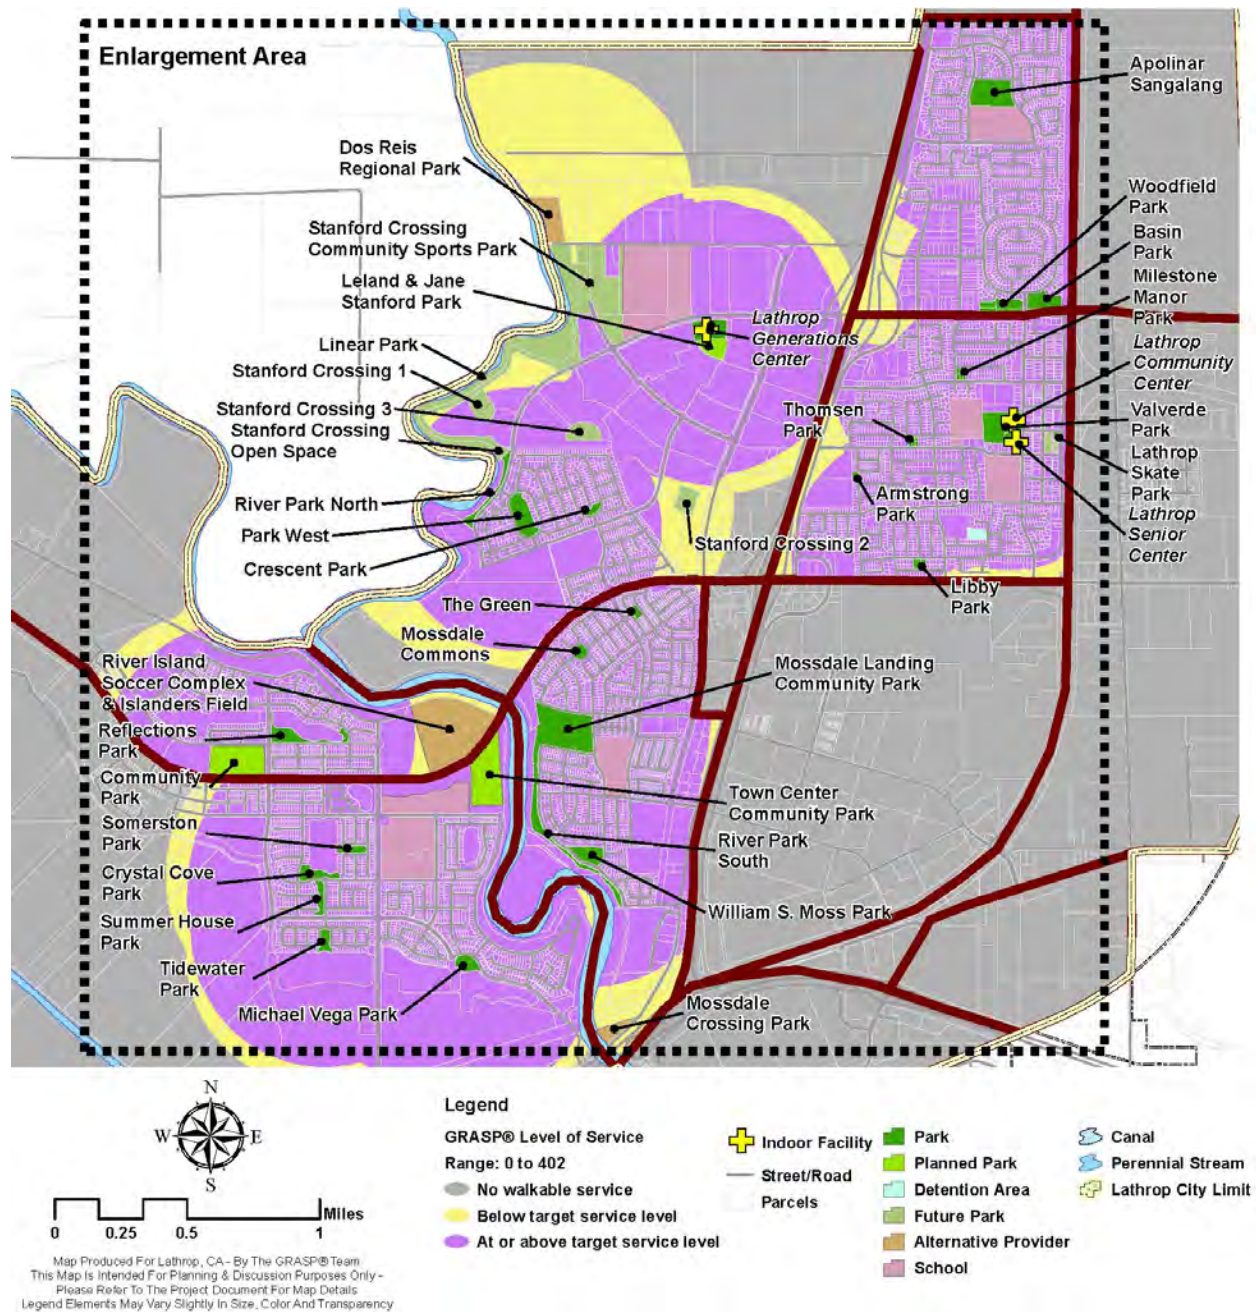 Enlargement Area
Apolinar
Sangalang
Dos Reis
Regional Park
Woodfield
Park
Stanford Crossing
Community Sports Park
Basin
Park
Leland & Jane
Stanford Park
Milestone
Manor
Park
Lathrop
Generations
Center
Linear Park
Lathrop
Community
Center
Stanford Crossing 1
Stanford Crossing 3
Thomsen
Park
Valverde
Park
Stanford Crossing
Open Space
Lathrop
Skate
Park
River Park North
Armstrong
Park
Lathrop
Senior
Center
Park West
Stanford Crossing 2
Crescent Park
Libby
Park
The Green
Mossdale
Commons
River Island
Soccer Complex
& Islanders Field
Mossdale Landing
Community Park
Reflections
Park
Community
Park
Town Center
Community Park
Somerston
Park
River Park
South
Crystal Cove
Park
Summer House
Park
William S. Moss Park
Tidewater
Park
Michael Vega Park
Mossdale
Crossing Park
N
W
E
S
0 0.25 0.5 1 Miles
Map Produced For Lathrop, CA - By The GRASP® Team
This Map Is Intended For Planning & Discussion Purposes Only -
Please Refer To The Project Document For Map Details
Legend Elements May Vary Slightly In Size, Color And Transparency
Legend
GRASP® Level of Service
Range: 0 to 402
No walkable service
Below target service level
At or above target service level
Indoor Facility
Street/Road
Parcels
Park
Planned Park
Detention Area
Future Park
Alternative Provider
School
Canal
Perennial Stream
Lathrop City Limit